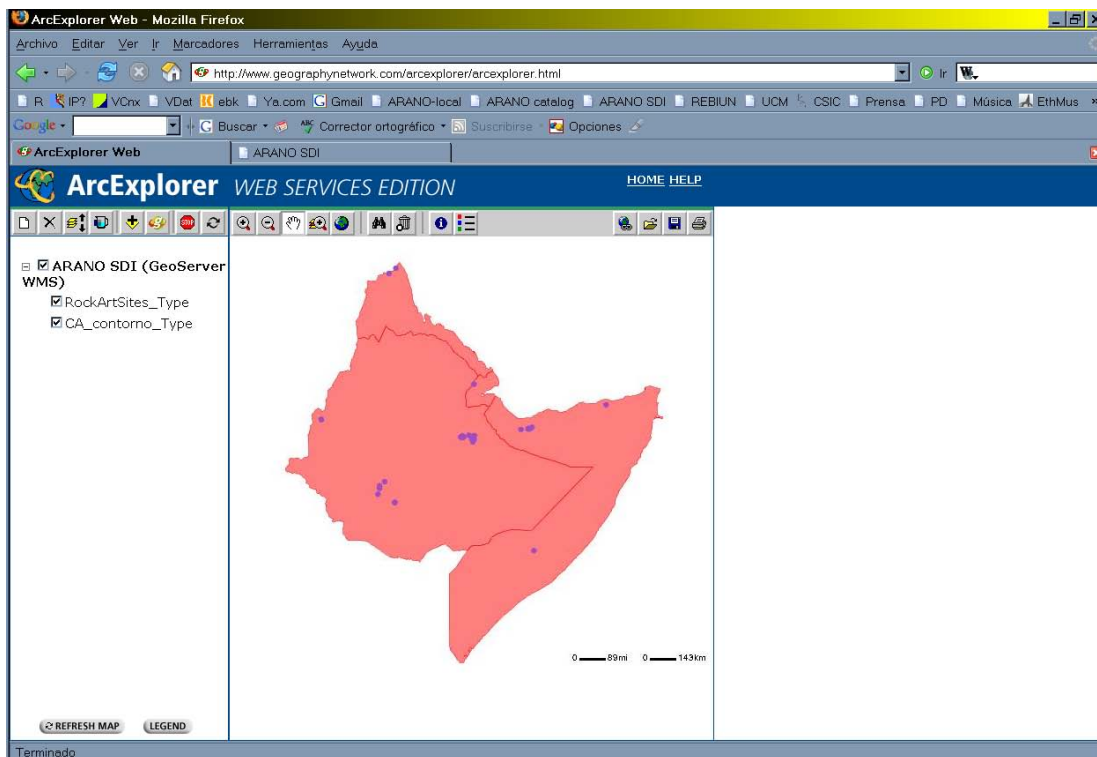 ArcExplorer Web - Mozilla Firefox
Archivo Editar Ver Ir Marcadores Herramientas Ayuda
http://www.geographynetwork.com/arcexplorer/arcexplorer.html Ir W.
R IP? VCnx VDat ebk Ya.com Gmail ARANO-local ARANO catalog ARANO SDI REBIUN UCM CSIC Prensa PD Música EthMus »
Google Buscar Corrector ortográfico Suscribirse Opciones
ArcExplorer Web ARANO SDI
ArcExplorer WEB SERVICES EDITION HOME HELP
STOP
ARANO SDI (GeoServer
WMS)
RockArtSites_Type
CA_contorno_Type
0 89mi 0 143km
REFRESH MAP LEGEND
Terminado